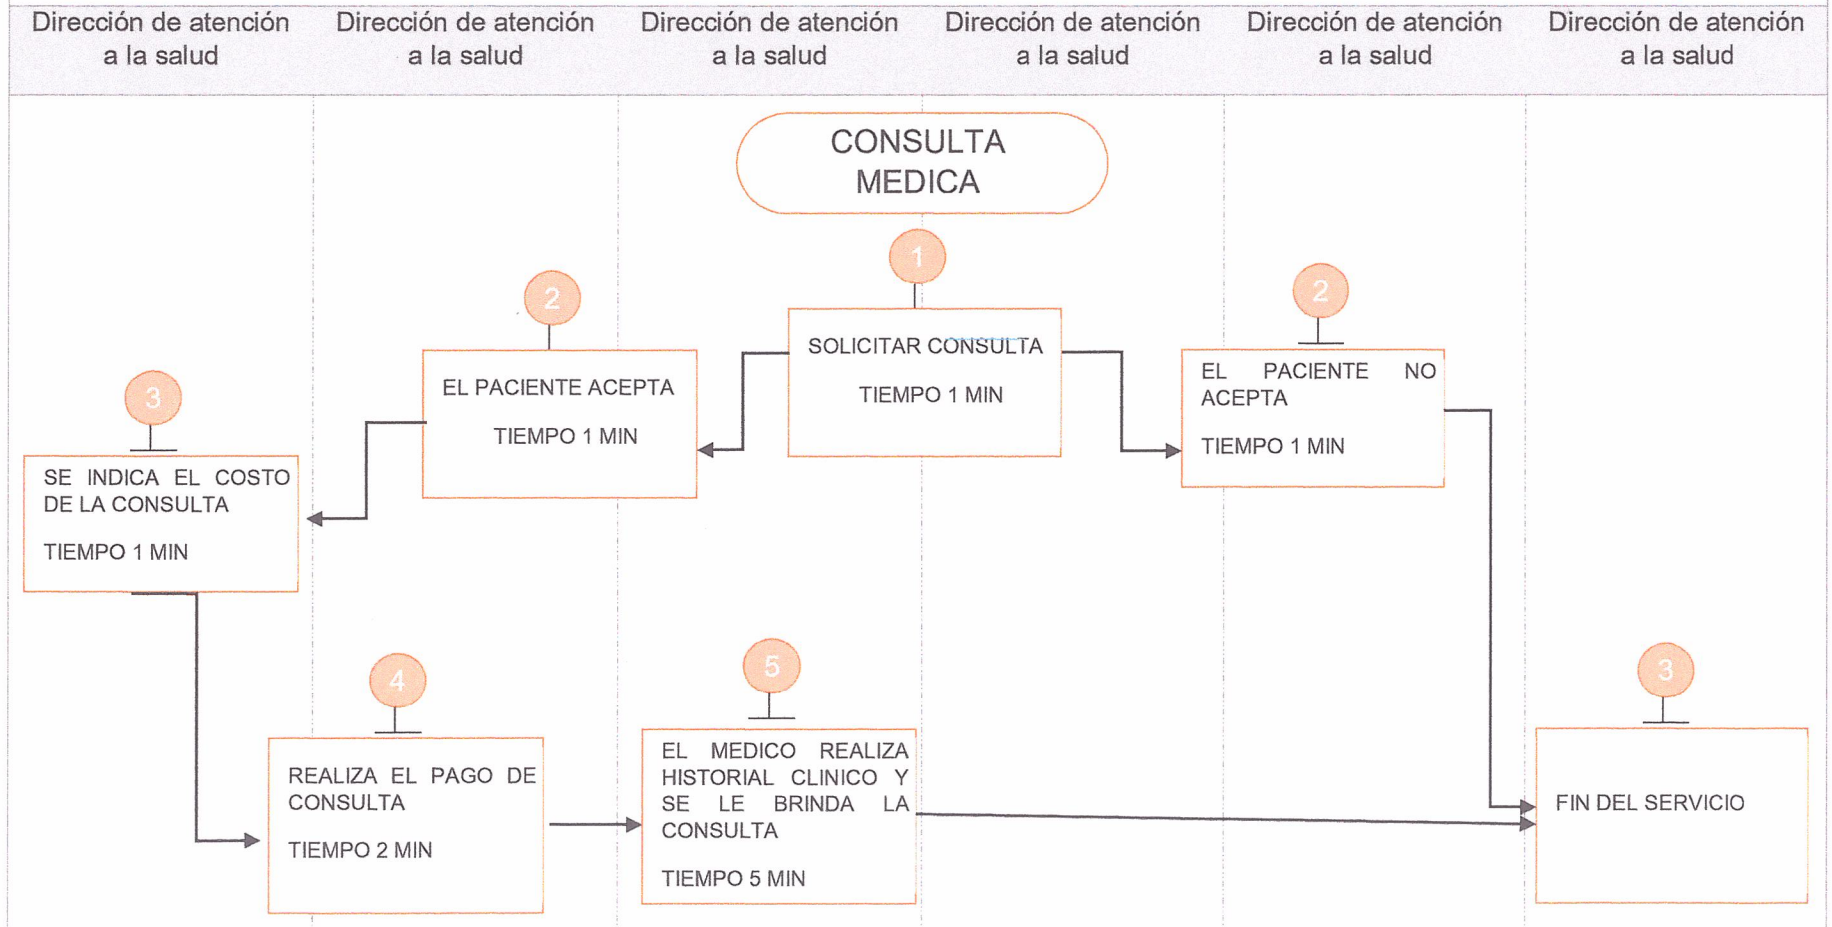 Dirección de atención
a la salud
Dirección de atención
a la salud
Dirección de atención
a la salud
Dirección de atención
a la salud
Dirección de atención
a la salud
Dirección de atención
a la salud
CONSULTA
MEDICA
1
SOLICITAR CONSULTA
TIEMPO 1 MIN
2
EL PACIENTE ACEPTA
TIEMPO 1 MIN
2
EL PACIENTE NO
ACEPTA
TIEMPO 1 MIN
3
SE INDICA EL COSTO
DE LA CONSULTA
TIEMPO 1 MIN
4
REALIZA EL PAGO DE
CONSULTA
TIEMPO 2 MIN
5
EL MEDICO REALIZA
HISTORIAL CLINICO Y
SE LE BRINDA LA
CONSULTA
TIEMPO 5 MIN
3
FIN DEL SERVICIO